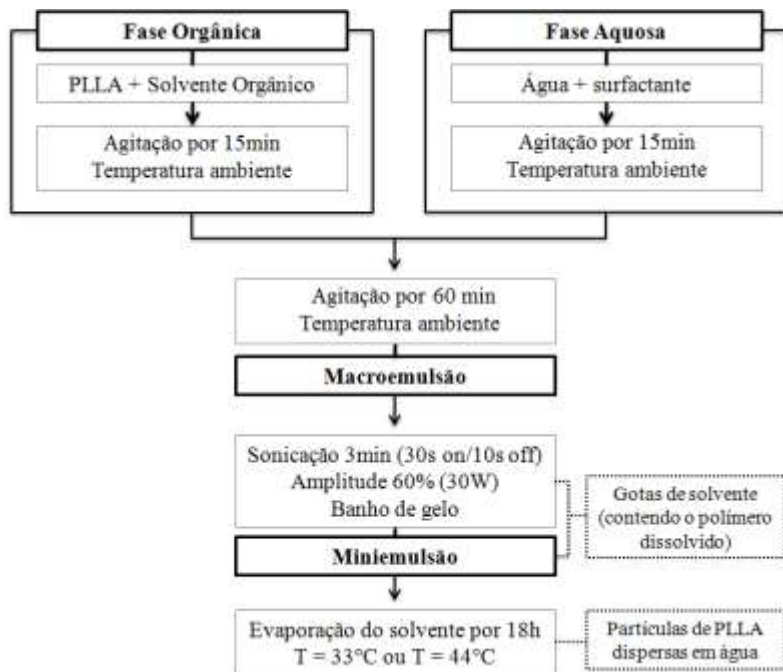 Fase Orgânica
PLLA + Solvente Orgânico
Agitação por 15min
Temperatura ambiente
Fase Aquosa
Água + surfactante
Agitação por 15min
Temperatura ambiente
Agitação por 60 min
Temperatura ambiente
Macroemulsão
Sonicação 3min (30s on/10s off)
Amplitude 60% (30W)
Banho de gelo
Gotas de solvente
(contendo o polímero
dissolvido)
Miniemulsão
Evaporação do solvente por 18h
T = 33°C ou T = 44°C
Partículas de PLLA
dispersas em água